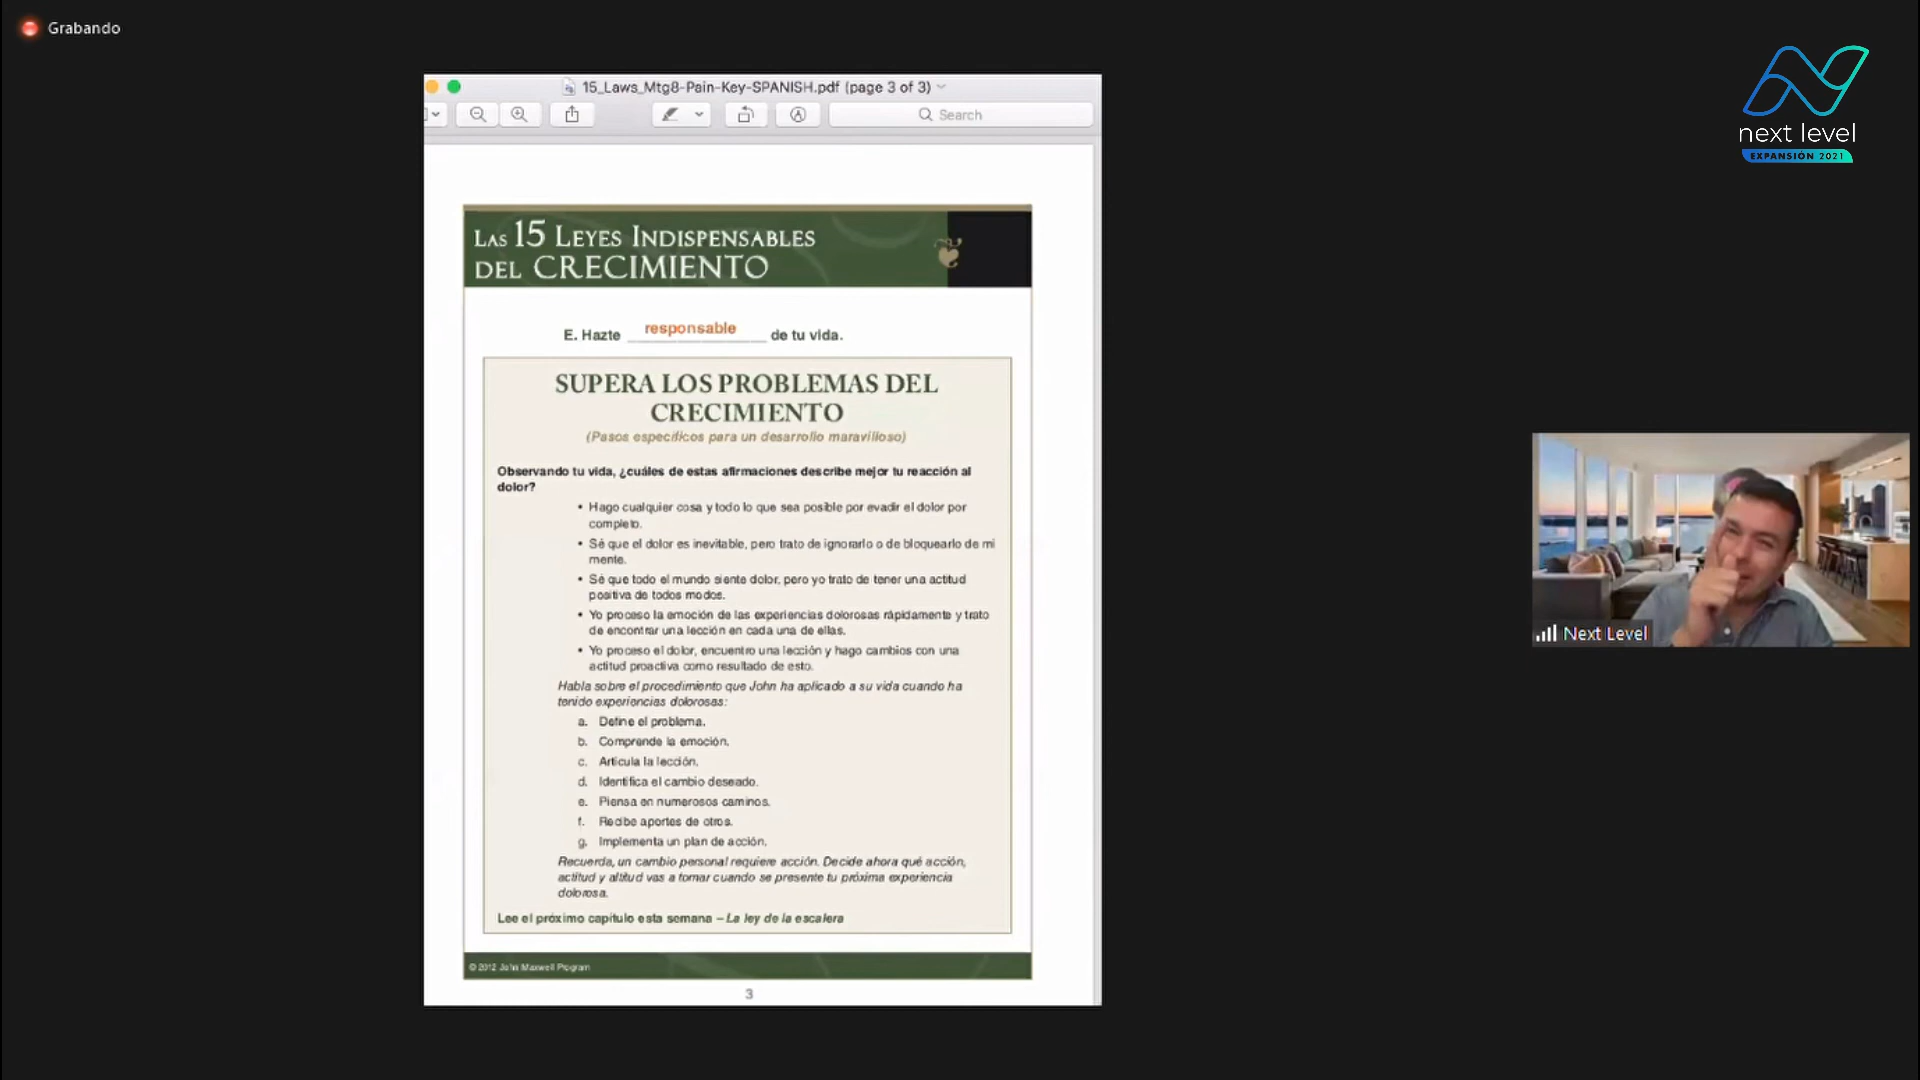 Grabando
next level
EXPANSIÓN 2021
15_Laws_Mtg8-Pain-Key-SPANISH.pdf (page 3 of 3)
Search
LAS 15 LEYES INDISPENSABLES
DEL CRECIMIENTO
E. Hazte responsable de tu vida.
SUPERA LOS PROBLEMAS DEL
CRECIMIENTO
(Pasos específicos para un desarrollo maravilloso)
Observando tu vida, ¿cuáles de estas afirmaciones describe mejor tu reacción al
dolor?
• Hago cualquier cosa y todo lo que sea posible por evadir el dolor por
completo.
• Sé que el dolor es inevitable, pero trato de ignorarlo o de bloquearlo de mi
mente.
• Sé que todo el mundo siente dolor, pero yo trato de tener una actitud
positiva de todos modos.
• Yo proceso la emoción de las experiencias dolorosas rápidamente y trato
de encontrar una lección en cada una de ellas.
• Yo proceso el dolor, encuentro una lección y hago cambios con una
actitud proactiva como resultado de esto.
Habla sobre el procedimiento que John ha aplicado a su vida cuando ha
tenido experiencias dolorosas:
a. Define el problema.
b. Comprende la emoción.
c. Articula la lección.
d. Identifica el cambio deseado.
e. Piensa en numerosos caminos.
f. Recibe aportes de otros.
g. Implementa un plan de acción.
Recuerda, un cambio personal requiere acción. Decide ahora qué acción,
actitud y altitud vas a tomar cuando se presente tu próxima experiencia
dolorosa.
Lee el próximo capítulo esta semana – La ley de la escalera
© 2012 John Maxwell Program
3
Next Level